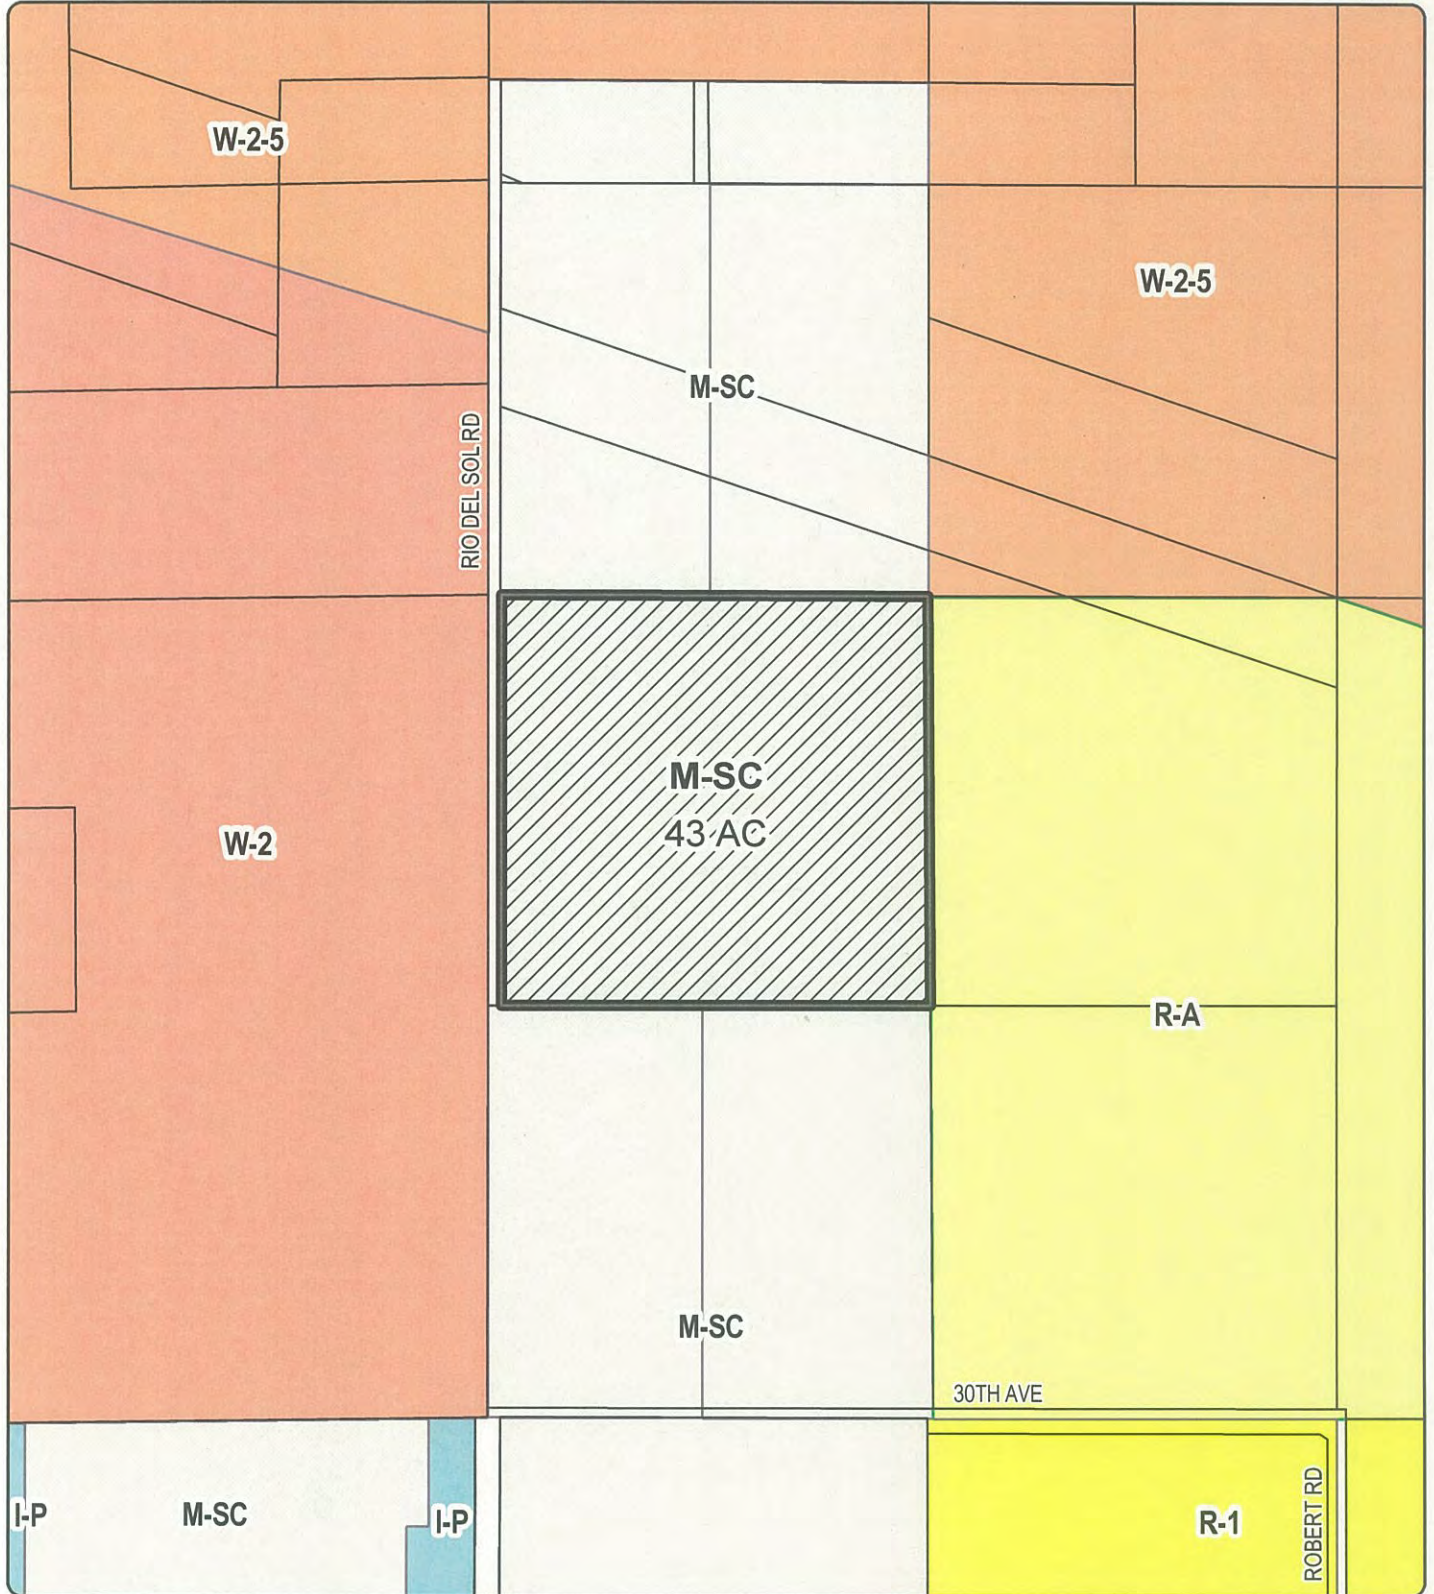 W-2-5
W-2-5
M-SC
RIO DEL SOL RD
M-SC
43 AC
W-2
R-A
M-SC
30TH AVE
I-P
M-SC
I-P
R-1
ROBERT RD